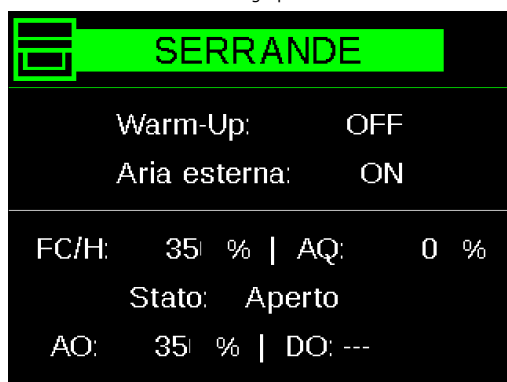 SERRANDE
Warm-Up: OFF
Aria esterna: ON
FC/H: 35 % | AQ: 0 %
Stato: Aperto
AO: 35 % | DO: ---